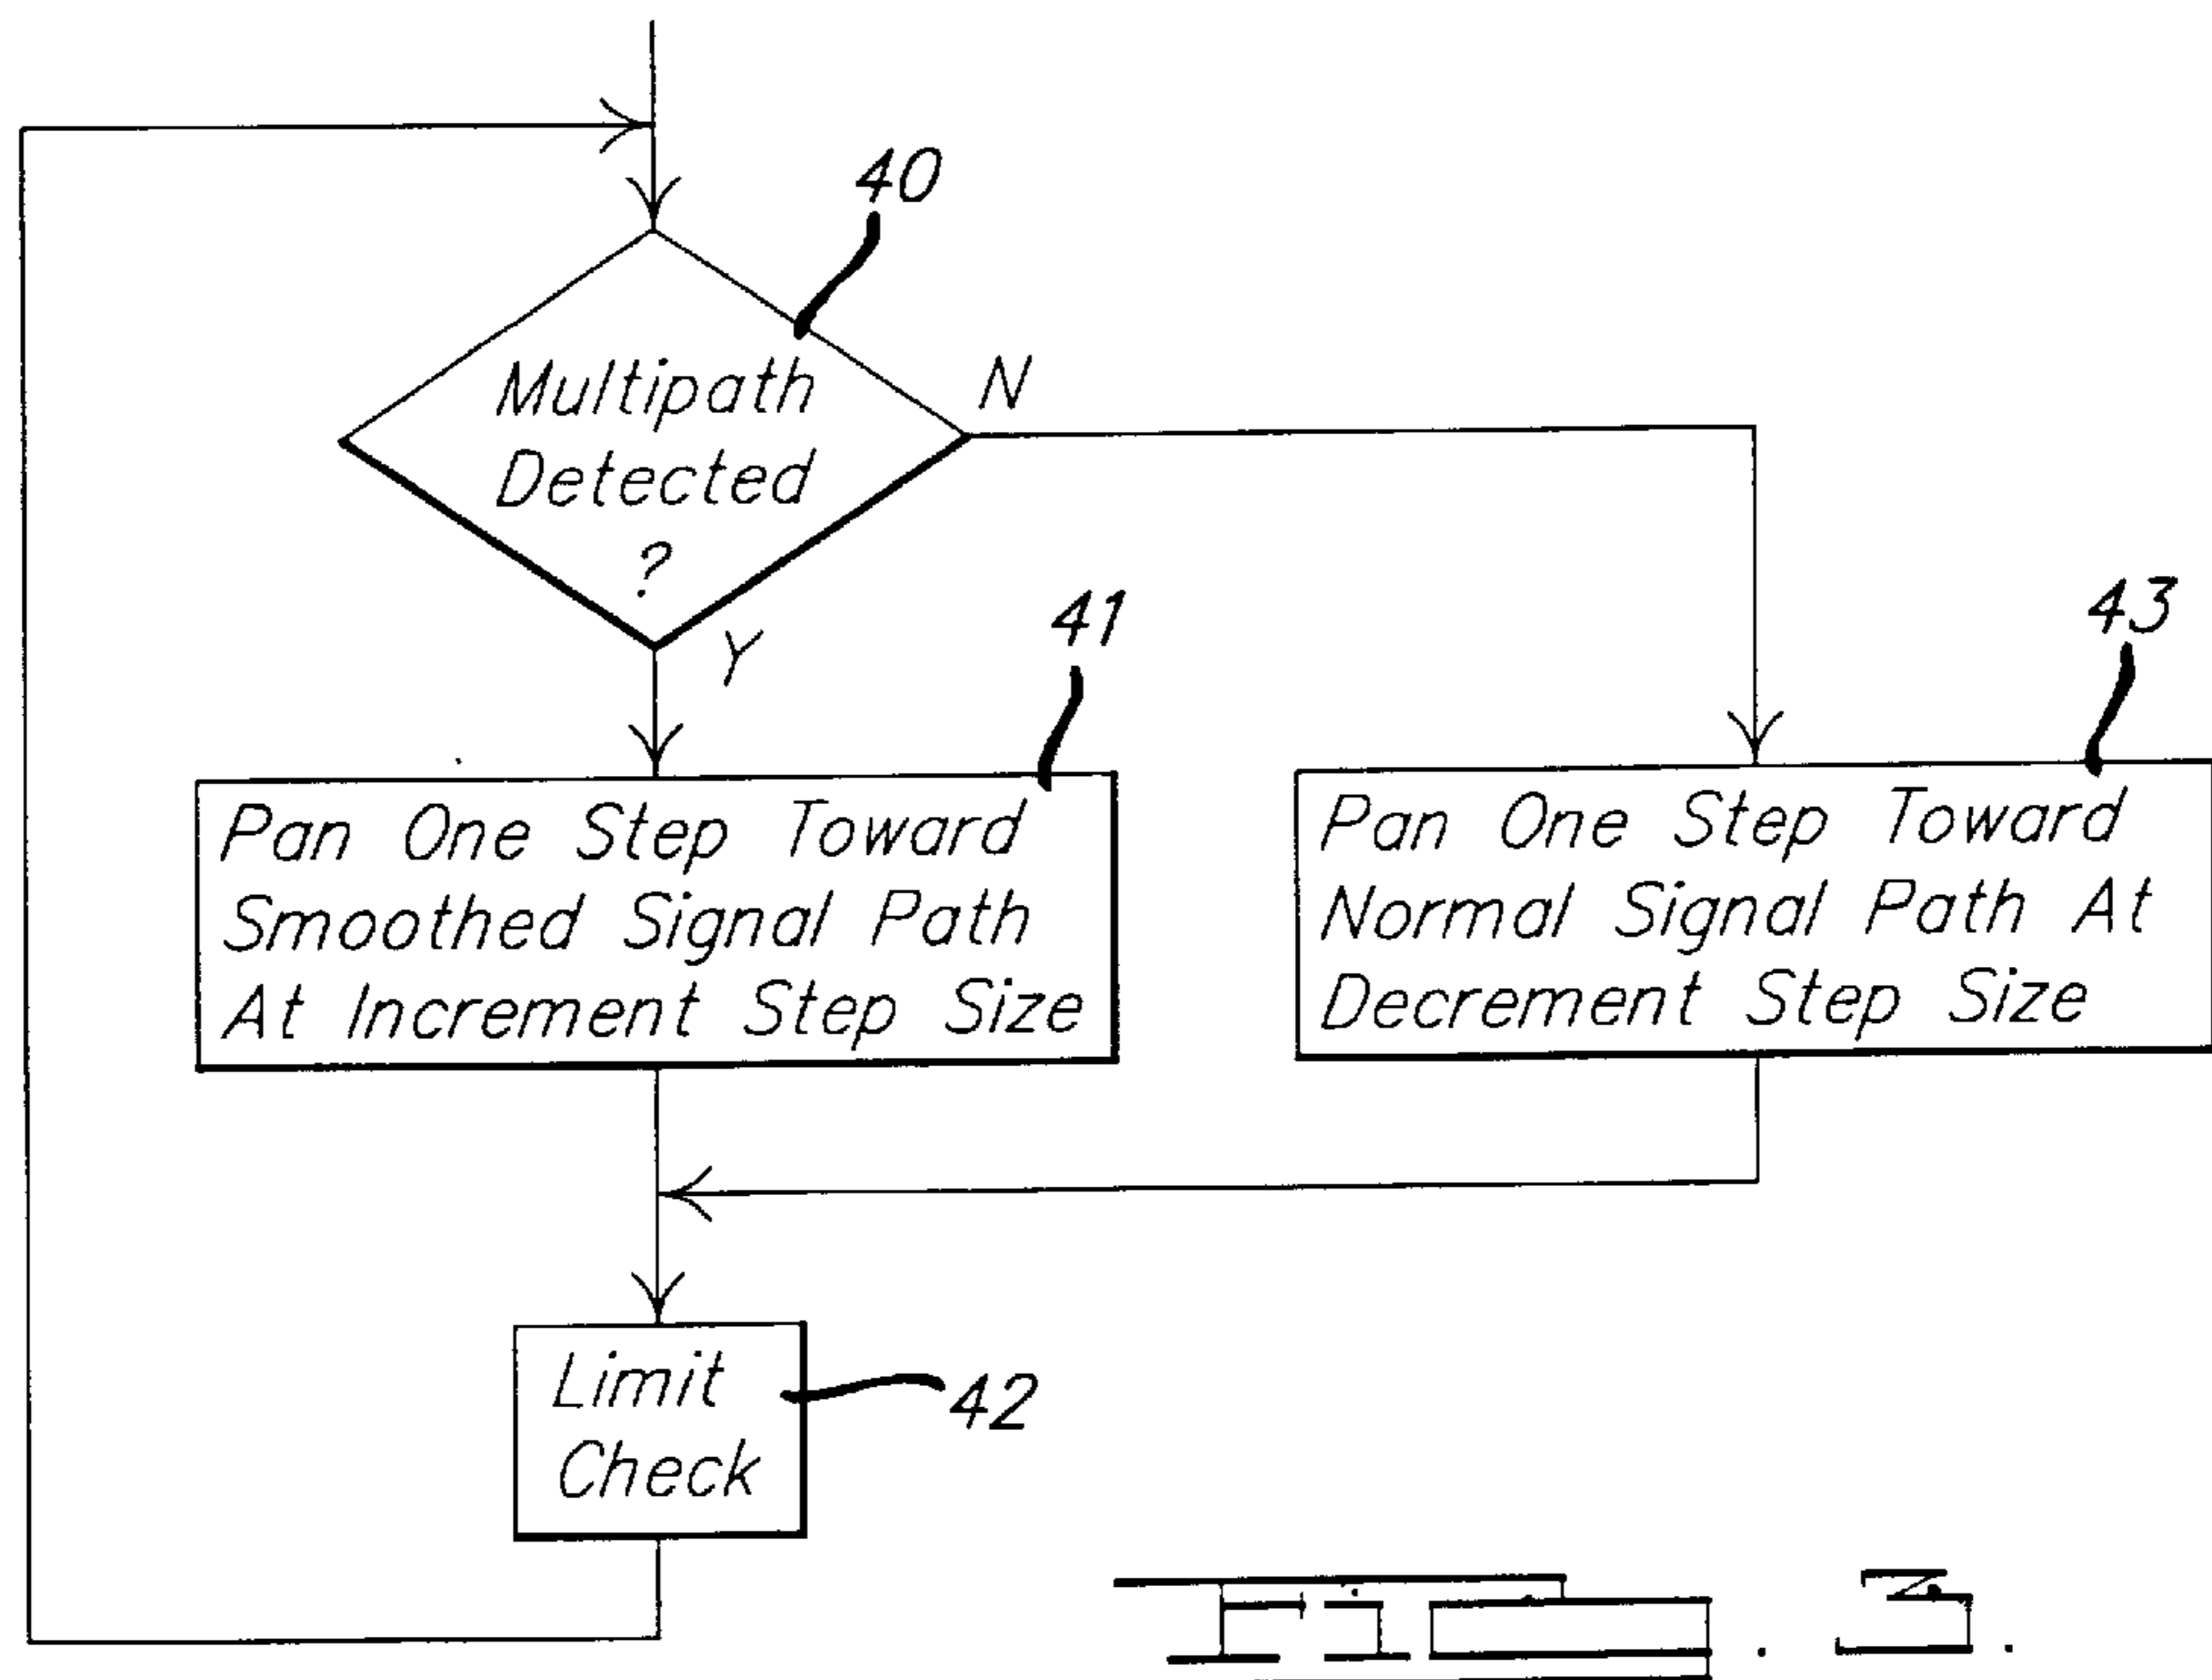 40
Multipath
Detected
?
N
Y
41
Pan One Step Toward
Smoothed Signal Path
At Increment Step Size
43
Pan One Step Toward
Normal Signal Path At
Decrement Step Size
Limit
Check
42
Fig. 3.